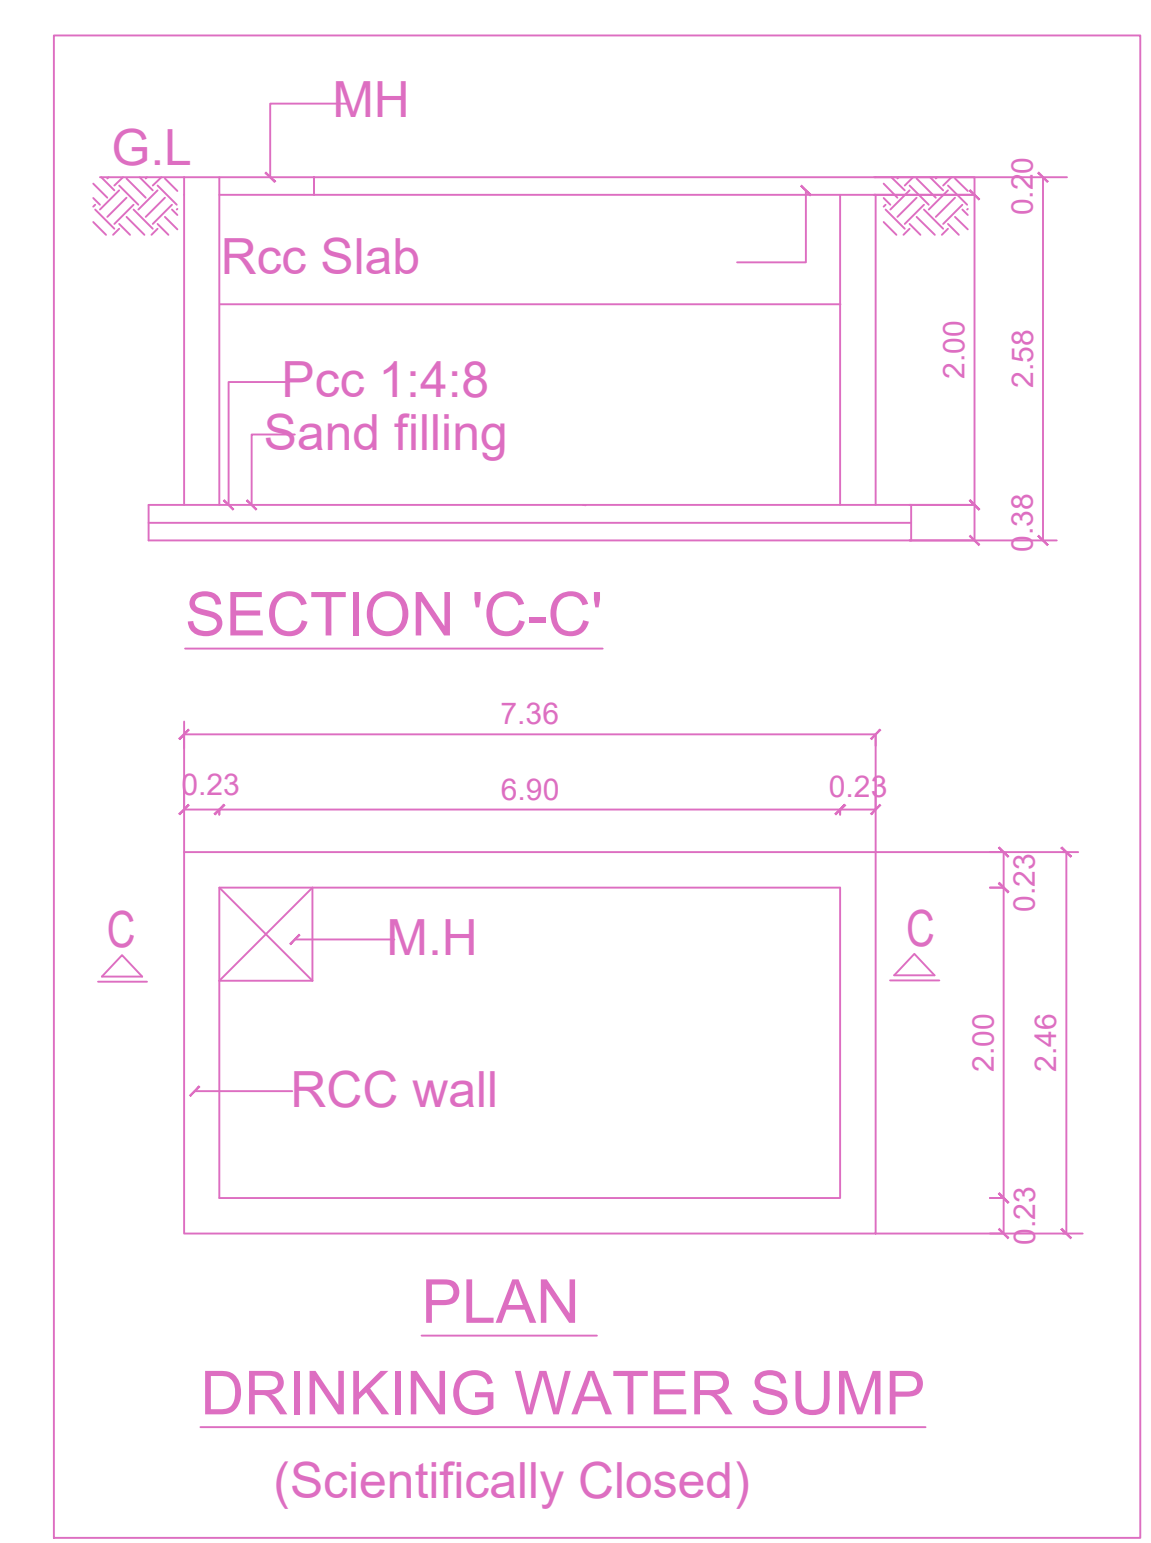 MH
G.L
0.20
Rcc Slab
2.00
2.58
Pcc 1:4:8
Sand filling
0.38
SECTION 'C-C'
7.36
0.23 6.90 0.23
0.23
C M.H C
2.00 2.46
RCC wall
0.23
PLAN
DRINKING WATER SUMP
(Scientifically Closed)